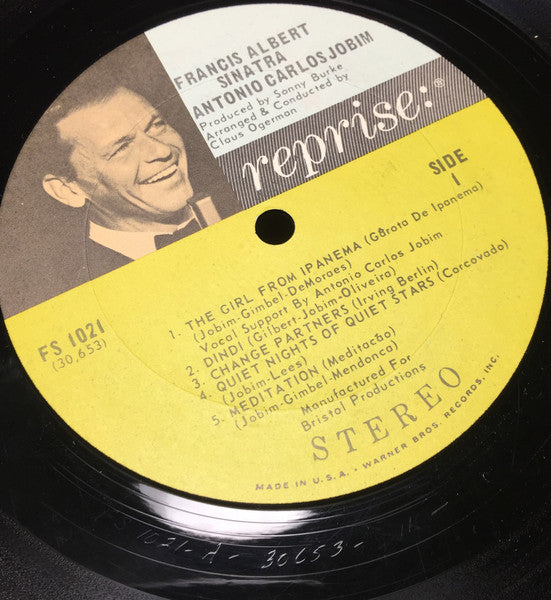 FRANCIS ALBERT
SINATRA
ANTONIO CARLOS JOBIM
Produced by Sonny Burke
Arranged & Conducted by
Claus Ogerman
reprise:®
SIDE
1
FS 1021
(30,653)
1. THE GIRL FROM IPANEMA (Garota De Ipanema)
(Jobim-Gimbel-DeMoraes)
Vocal Support By Antonio Carlos Jobim
2. DINDI (Gilbert-Jobim-Oliveira)
3. CHANGE PARTNERS (Irving Berlin)
4. QUIET NIGHTS OF QUIET STARS (Corcovado)
(Jobim-Lees)
5. MEDITATION (Meditacão)
(Jobim-Gimbel-Mendonca)
Manufactured For
Bristol Productions
STEREO
MADE IN U.S.A. - WARNER BROS. RECORDS, INC.
1021-A- 30653-